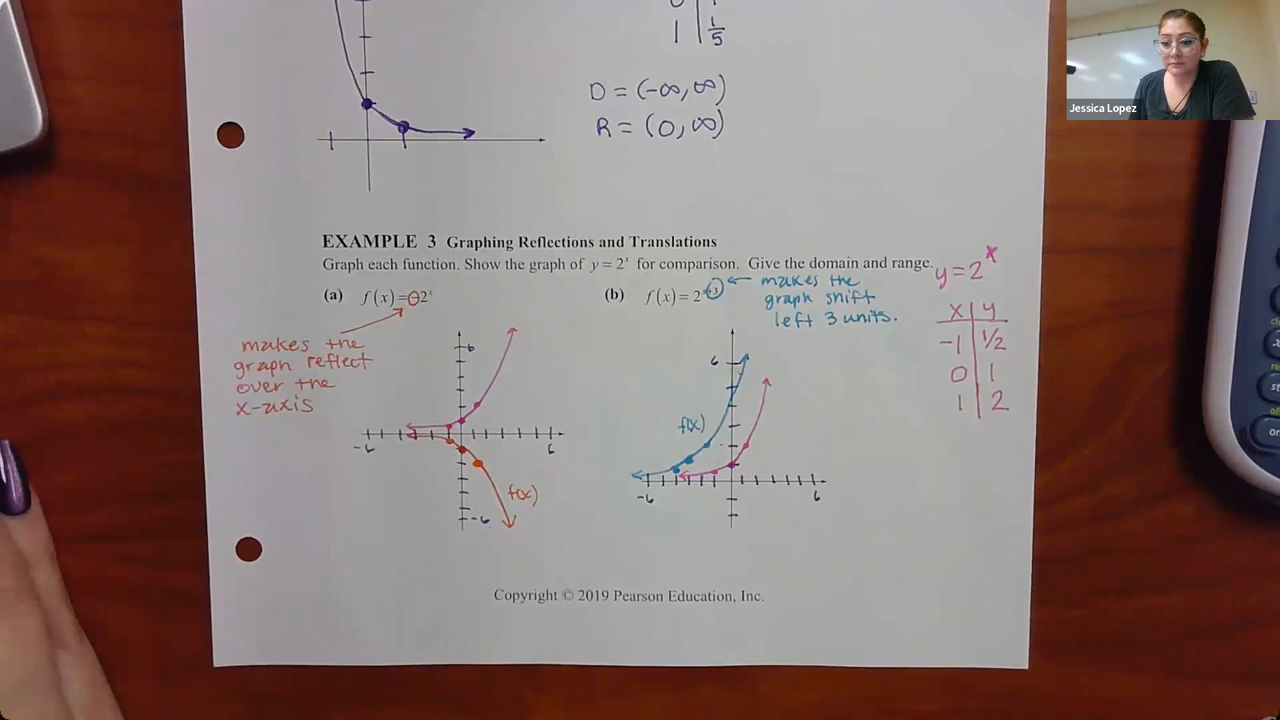 1 | 1/5
D = (-∞, ∞)
R = (0, ∞)
EXAMPLE 3 Graphing Reflections and Translations
Graph each function. Show the graph of y = 2^x for comparison. Give the domain and range.
y = 2^x
(a) f(x) = -2^x
(b) f(x) = 2^(x+3)
makes the
graph shift
left 3 units.
makes the
graph reflect
over the
x-axis
x | y
-1 | 1/2
0 | 1
1 | 2
6
-6
6
-6
f(x)
6
-6
6
f(x)
Copyright © 2019 Pearson Education, Inc.
Jessica Lopez